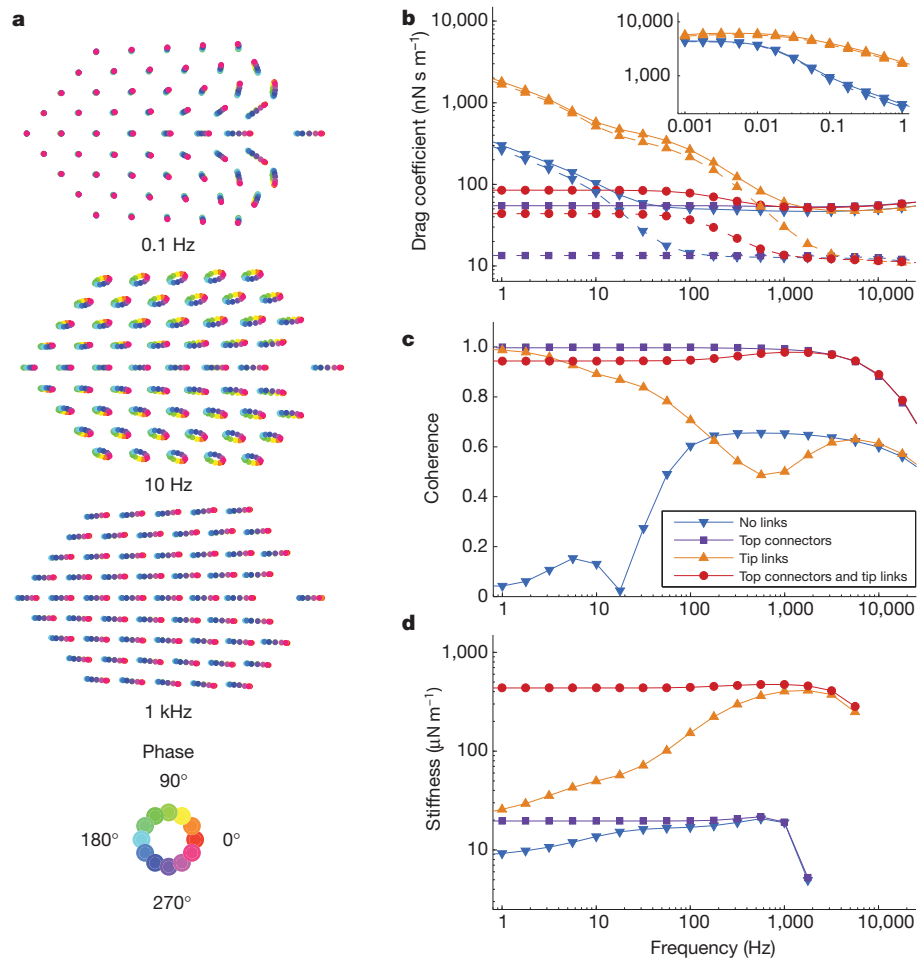 a
0.1 Hz
10 Hz
1 kHz
Phase
90°
180°
0°
270°
b
Drag coefficient (nN s m⁻¹)
10,000
1,000
100
10
1
10
100
1,000
10,000
10,000
1,000
0.001
0.01
0.1
1
c
Coherence
1.0
0.8
0.6
0.4
0.2
0
1
10
100
1,000
10,000
No links
Top connectors
Tip links
Top connectors and tip links
d
Stiffness (µN m⁻¹)
1,000
100
10
1
10
100
1,000
10,000
Frequency (Hz)